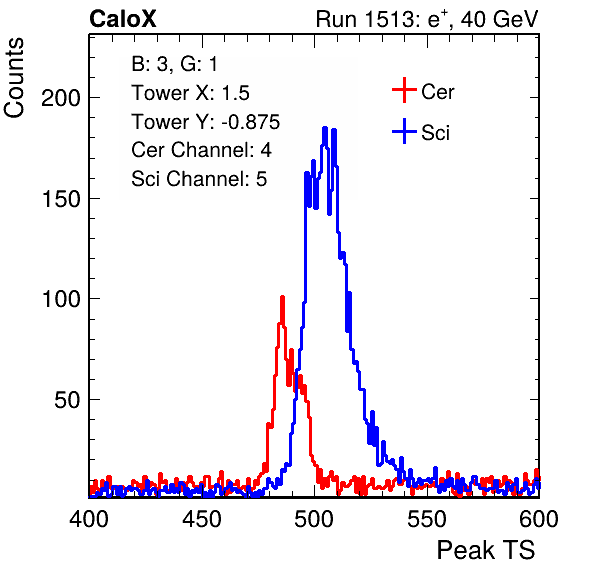 CaloX Run 1513: e⁺, 40 GeV
Counts
B: 3, G: 1
Tower X: 1.5
Tower Y: -0.875
Cer Channel: 4
Sci Channel: 5
Cer
Sci
200
150
100
50
400 450 500 550 600
Peak TS